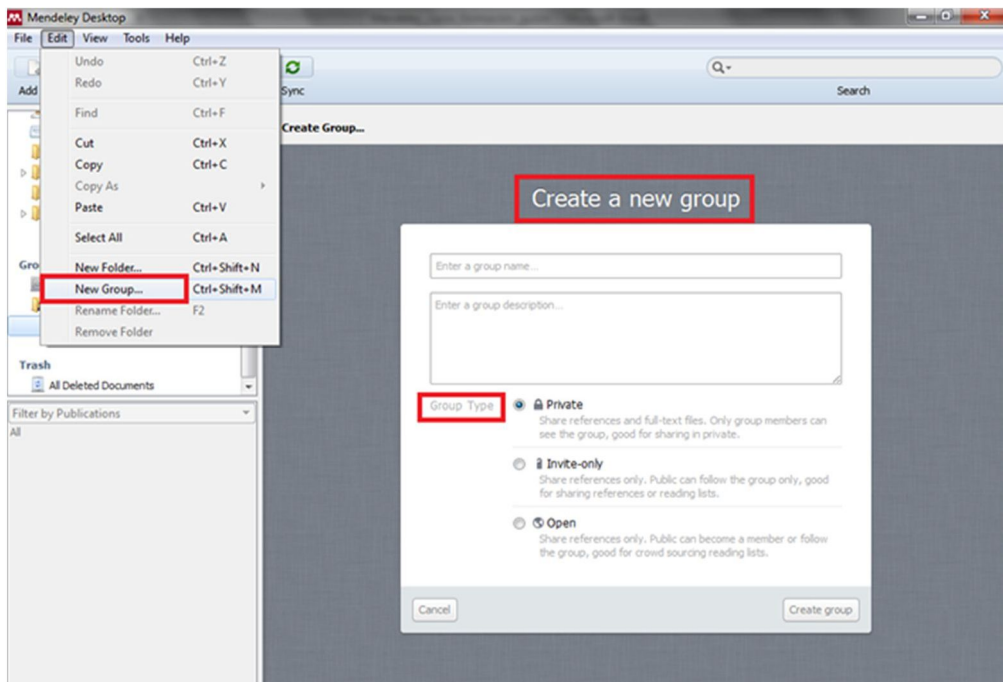 Mendeley Desktop
File Edit View Tools Help
Undo Ctrl+Z
Redo Ctrl+Y
Find Ctrl+F
Cut Ctrl+X
Copy Ctrl+C
Copy As
Paste Ctrl+V
Select All Ctrl+A
New Folder... Ctrl+Shift+N
New Group... Ctrl+Shift+M
Rename Folder... F2
Remove Folder
Add
Sync
Search
Gro
Trash
All Deleted Documents
Filter by Publications
All
Create Group...
Create a new group
Enter a group name...
Enter a group description...
Group Type
Private
Share references and full-text files. Only group members can
see the group, good for sharing in private.
Invite-only
Share references only. Public can follow the group only, good
for sharing references or reading lists.
Open
Share references only. Public can become a member or follow
the group, good for crowd sourcing reading lists.
Cancel
Create group